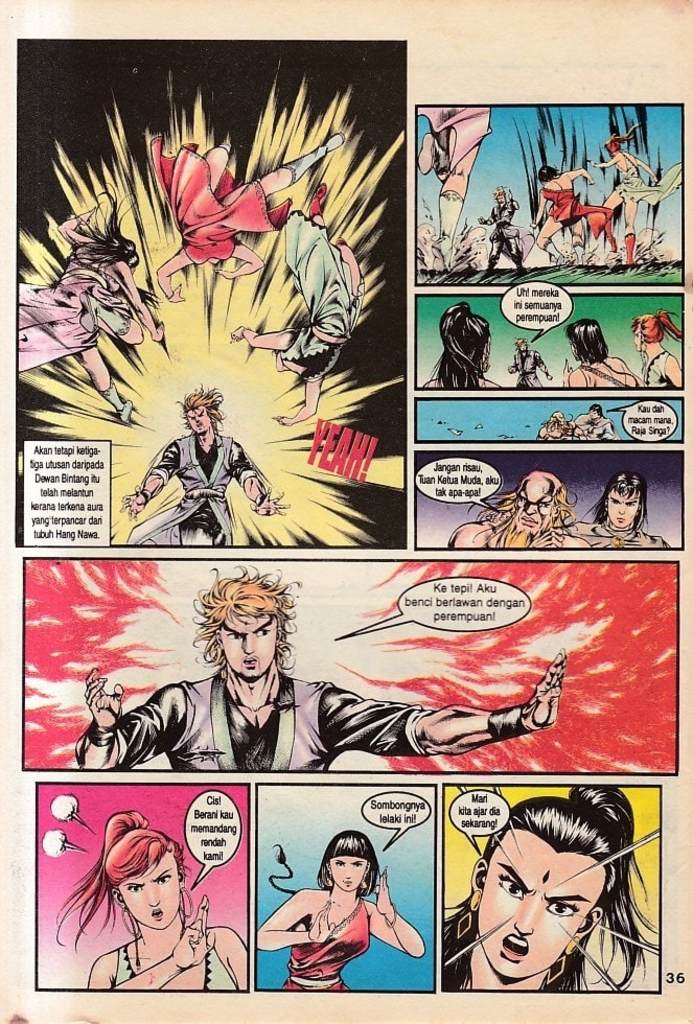 Akan tetapi ketiga-
tiga utusan daripada
Dewan Bintang itu
telah melantun
kerana terkena aura
yang terpancar dari
tubuh Hang Nawa.
YEAH!
Uh! mereka
ini semuanya
perempuan!
Kau dah
macam mana,
Raja Singa?
Jangan risau,
Tuan Ketua Muda, aku
tak apa-apa!
Ke tepi! Aku
benci berlawan dengan
perempuan!
Cis!
Berani kau
memandang
rendah
kami!
Sombongnya
lelaki ini!
Mari
kita ajar dia
sekarang!
36